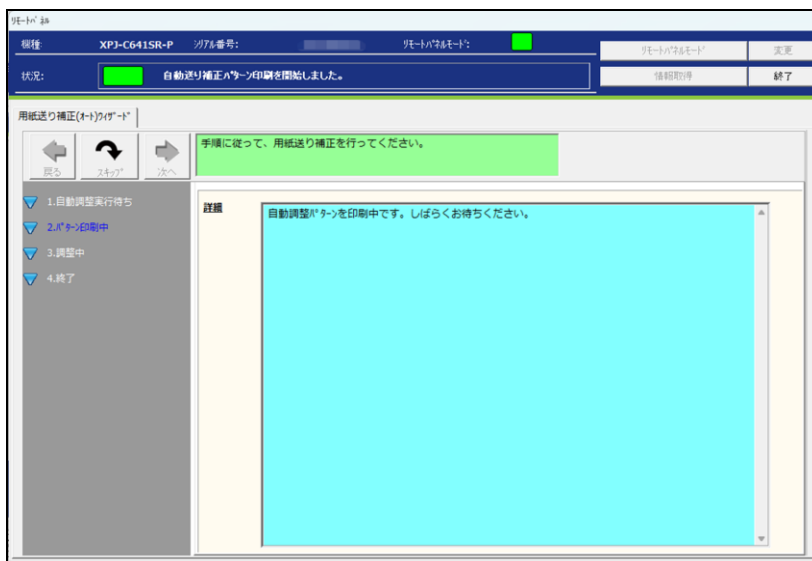 ﾘﾓｰﾄﾊﾟﾈﾙ
機種: XPJ-C641SR-P ｼﾘｱﾙ番号: ﾘﾓｰﾄﾊﾟﾈﾙﾓｰﾄﾞ:
ﾘﾓｰﾄﾊﾟﾈﾙﾓｰﾄﾞ 変更
状況: 自動送り補正ﾊﾟﾀｰﾝ印刷を開始しました。
情報取得 終了
用紙送り補正(ｵｰﾄ)ｳｨｻﾞｰﾄﾞ
戻る ｽｷｯﾌﾟ 次へ
手順に従って、用紙送り補正を行ってください。
1.自動調整実行待ち
2.ﾊﾟﾀｰﾝ印刷中
3.調整中
4.終了
詳細
自動調整ﾊﾟﾀｰﾝを印刷中です。しばらくお待ちください。